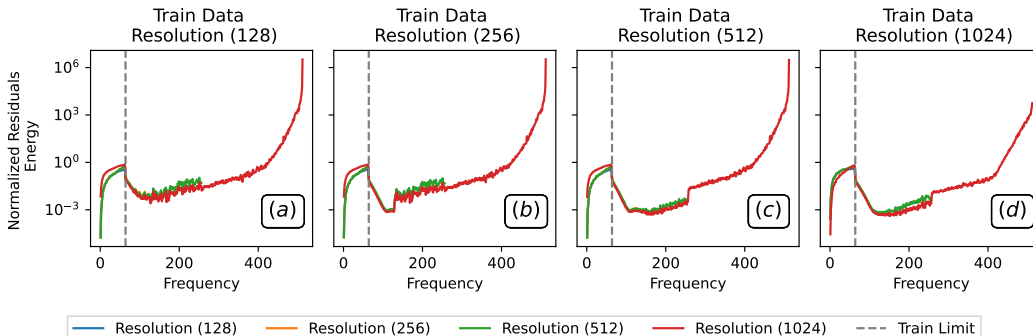 Train Data
Resolution (128)
Train Data
Resolution (256)
Train Data
Resolution (512)
Train Data
Resolution (1024)
Normalized Residuals
Energy
10^6
10^3
10^0
10^−3
(a)
(b)
(c)
(d)
0 200 400
0 200 400
0 200 400
0 200 400
Frequency
Frequency
Frequency
Frequency
Resolution (128) Resolution (256) Resolution (512) Resolution (1024) Train Limit